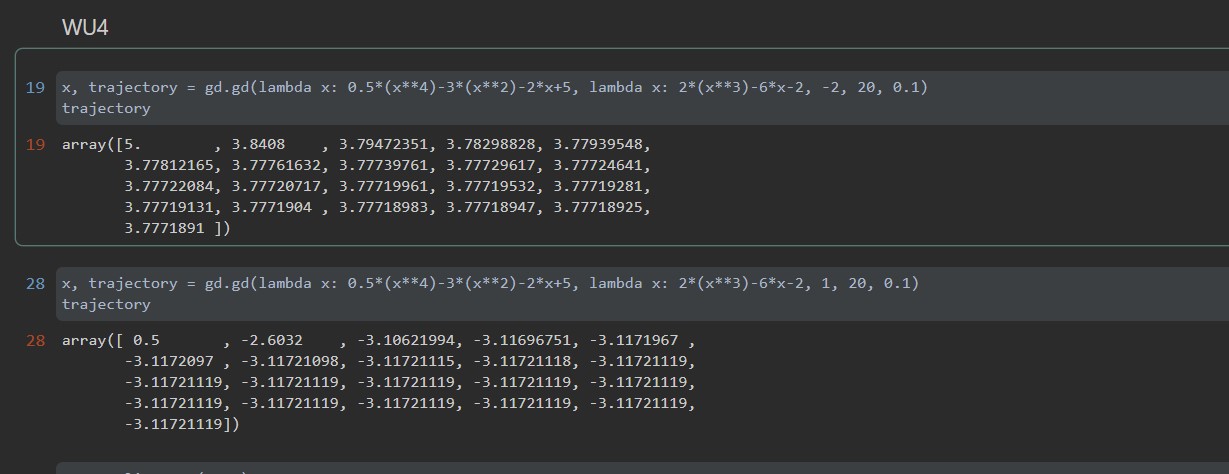 WU4
19 x, trajectory = gd.gd(lambda x: 0.5*(x**4)-3*(x**2)-2*x+5, lambda x: 2*(x**3)-6*x-2, -2, 20, 0.1)
trajectory
19 array([5.        , 3.8408    , 3.79472351, 3.78298828, 3.77939548,
3.77812165, 3.77761632, 3.77739761, 3.77729617, 3.77724641,
3.77722084, 3.77720717, 3.77719961, 3.77719532, 3.77719281,
3.77719131, 3.7771904 , 3.77718983, 3.77718947, 3.77718925,
3.7771891 ])
28 x, trajectory = gd.gd(lambda x: 0.5*(x**4)-3*(x**2)-2*x+5, lambda x: 2*(x**3)-6*x-2, 1, 20, 0.1)
trajectory
28 array([ 0.5       , -2.6032    , -3.10621994, -3.11696751, -3.1171967 ,
-3.1172097 , -3.11721098, -3.11721115, -3.11721118, -3.11721119,
-3.11721119, -3.11721119, -3.11721119, -3.11721119, -3.11721119,
-3.11721119, -3.11721119, -3.11721119, -3.11721119, -3.11721119,
-3.11721119])